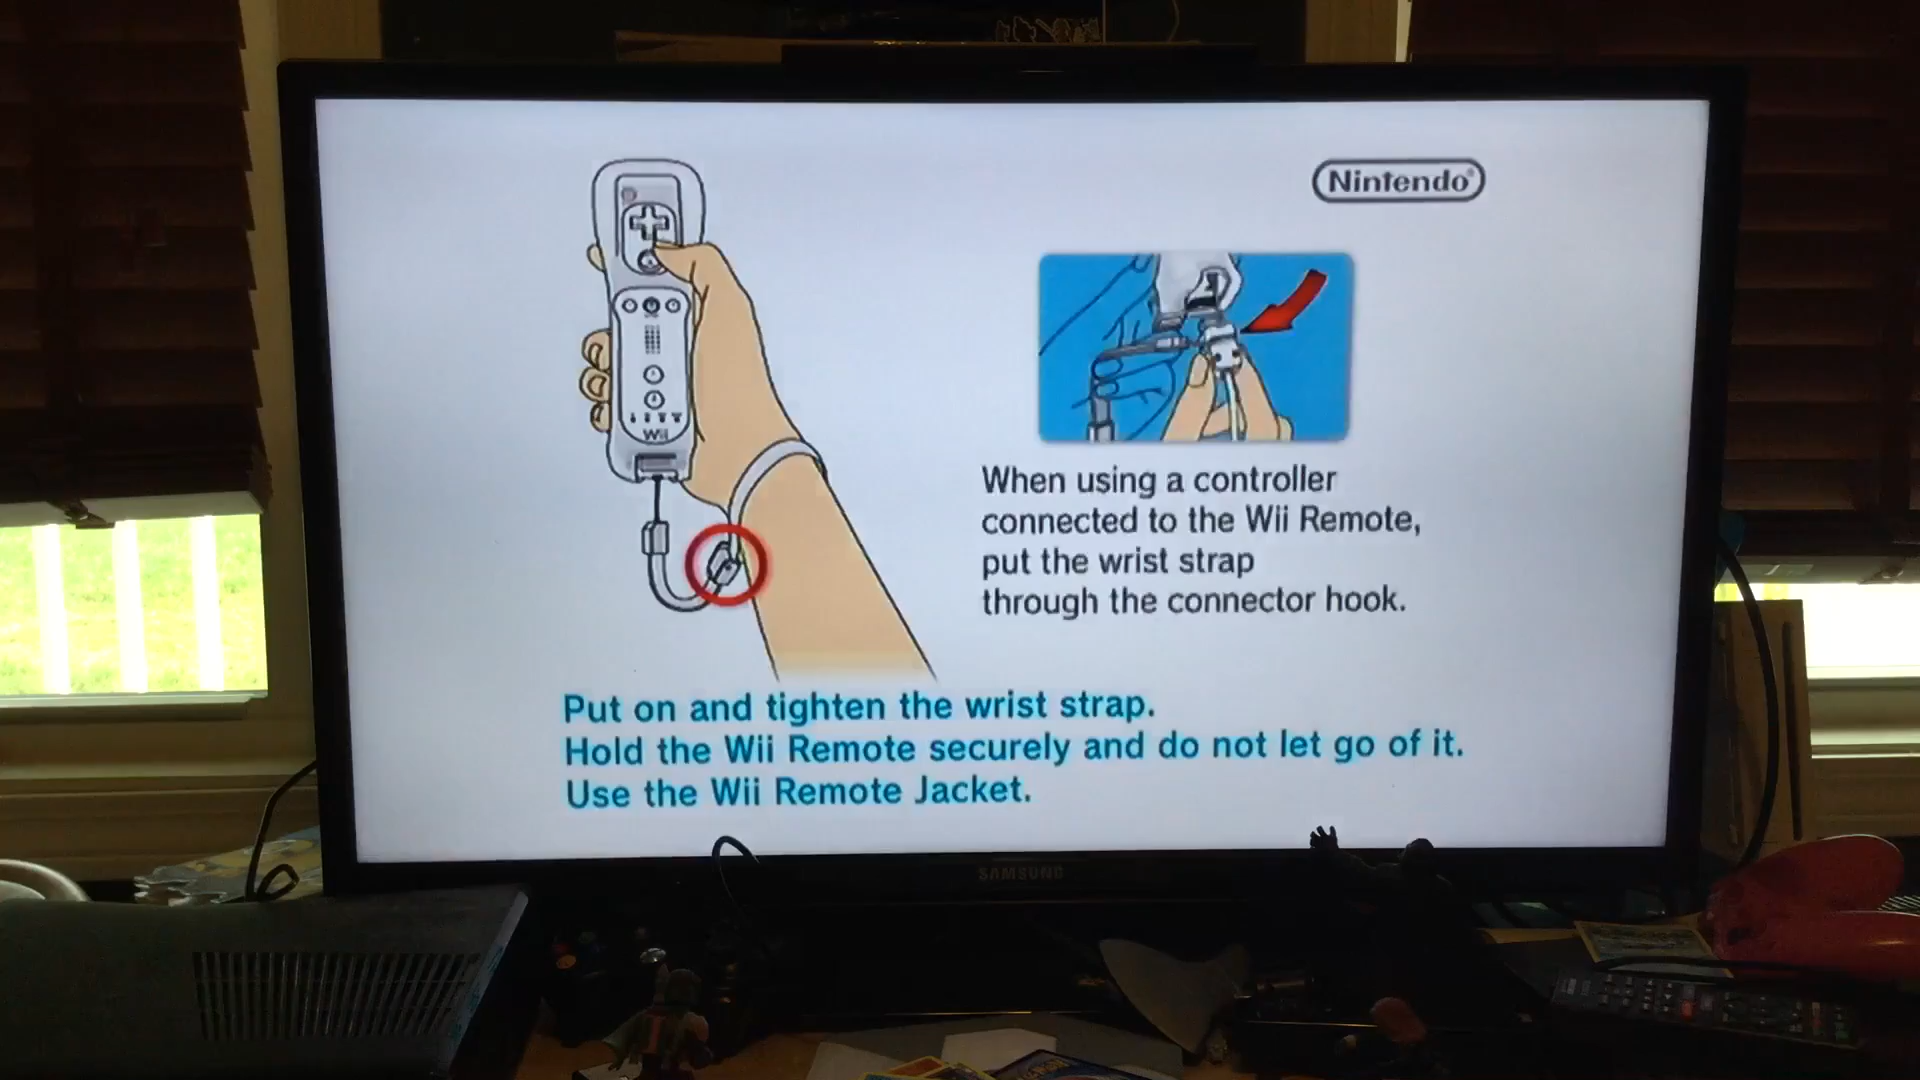 Nintendo®
Wii
When using a controller
connected to the Wii Remote,
put the wrist strap
through the connector hook.
Put on and tighten the wrist strap.
Hold the Wii Remote securely and do not let go of it.
Use the Wii Remote Jacket.
SAMSUNG